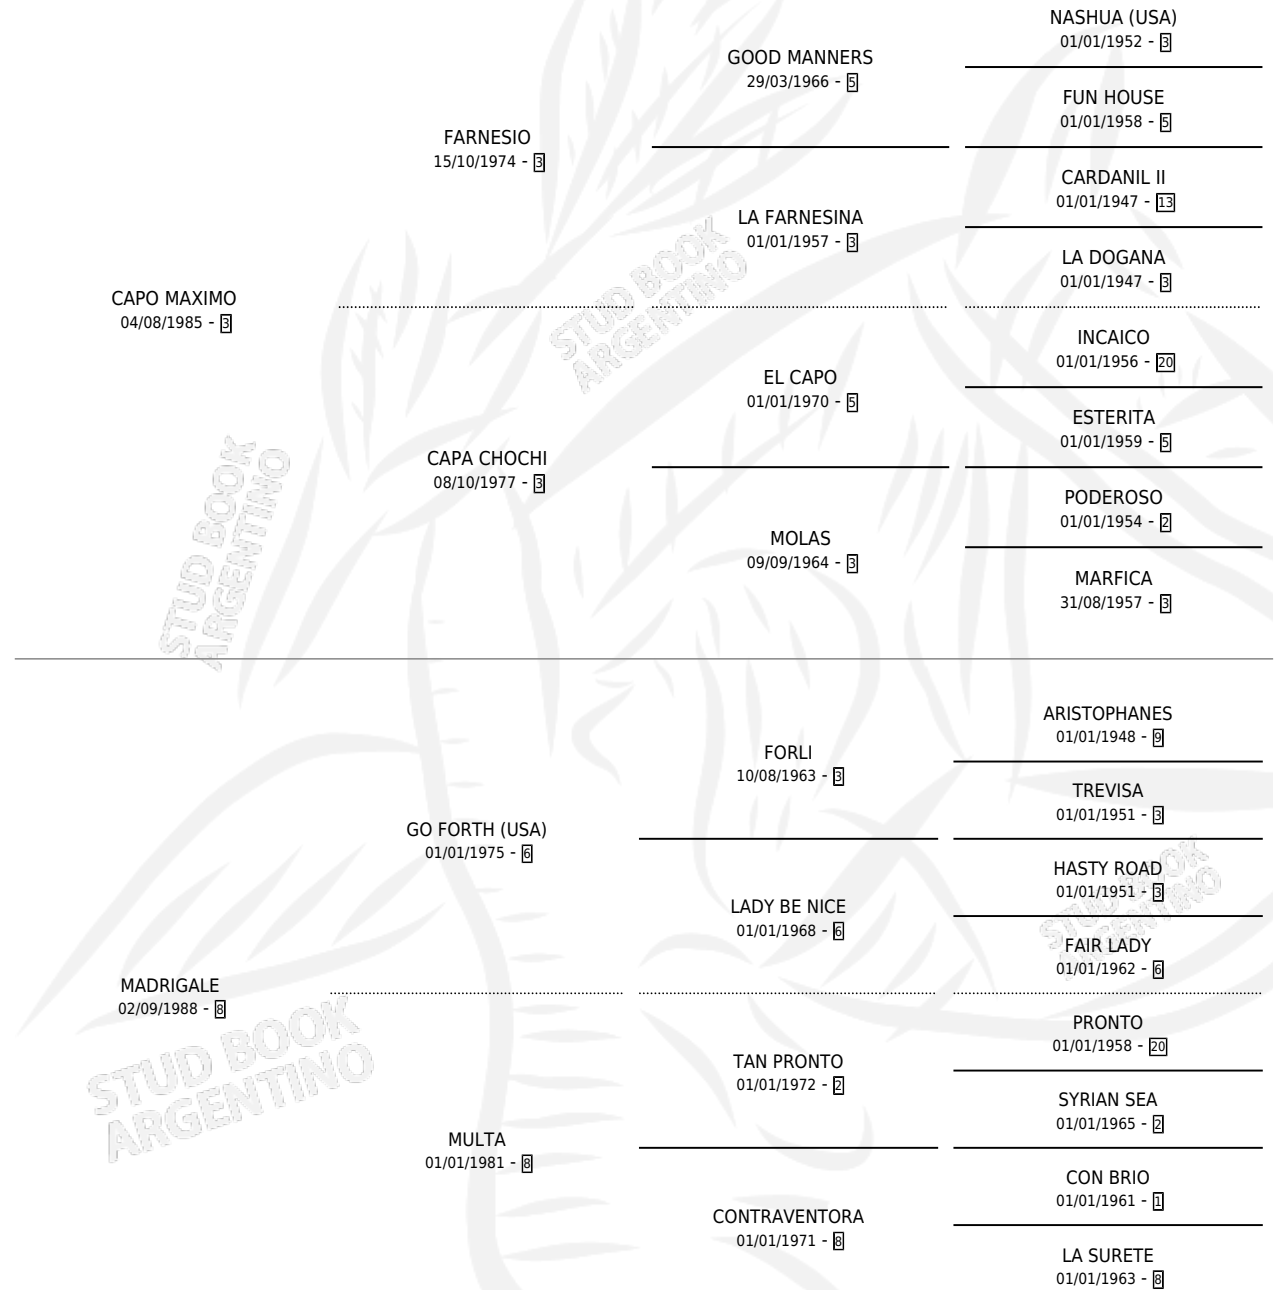 NASHUA (USA)
01/01/1952 - 3
GOOD MANNERS
29/03/1966 - 5
FUN HOUSE
01/01/1958 - 5
FARNESIO
15/10/1974 - 3
CARDANIL II
01/01/1947 - 13
LA FARNESINA
01/01/1957 - 3
LA DOGANA
01/01/1947 - 3
CAPO MAXIMO
04/08/1985 - 3
INCAICO
01/01/1956 - 20
EL CAPO
01/01/1970 - 5
ESTERITA
01/01/1959 - 5
CAPA CHOCHI
08/10/1977 - 3
PODEROSO
01/01/1954 - 2
MOLAS
09/09/1964 - 3
MARFICA
31/08/1957 - 3
ARISTOPHANES
01/01/1948 - 9
FORLI
10/08/1963 - 3
TREVISA
01/01/1951 - 3
GO FORTH (USA)
01/01/1975 - 6
HASTY ROAD
01/01/1951 - 3
LADY BE NICE
01/01/1968 - 6
FAIR LADY
01/01/1962 - 6
MADRIGALE
02/09/1988 - 8
PRONTO
01/01/1958 - 20
TAN PRONTO
01/01/1972 - 2
SYRIAN SEA
01/01/1965 - 2
MULTA
01/01/1981 - 8
CON BRIO
01/01/1961 - 1
CONTRAVENTORA
01/01/1971 - 8
LA SURETE
01/01/1963 - 8
STUD BOOK
ARGENTINO
STUD BOOK
ARGENTINO
STUD BOOK
ARGENTINO
STUD BOOK
ARGENTINO